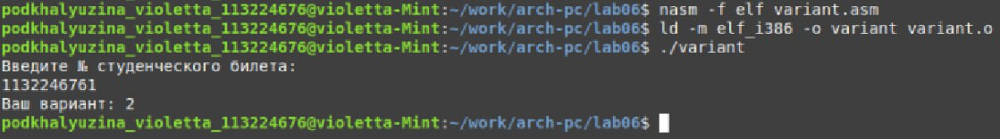 podkhalyuzina_violetta_113224676@violetta-Mint:~/work/arch-pc/lab06$ nasm -f elf variant.asm
podkhalyuzina_violetta_113224676@violetta-Mint:~/work/arch-pc/lab06$ ld -m elf_i386 -o variant variant.o
podkhalyuzina_violetta_113224676@violetta-Mint:~/work/arch-pc/lab06$ ./variant
Введите № студенческого билета:
1132246761
Ваш вариант: 2
podkhalyuzina_violetta_113224676@violetta-Mint:~/work/arch-pc/lab06$